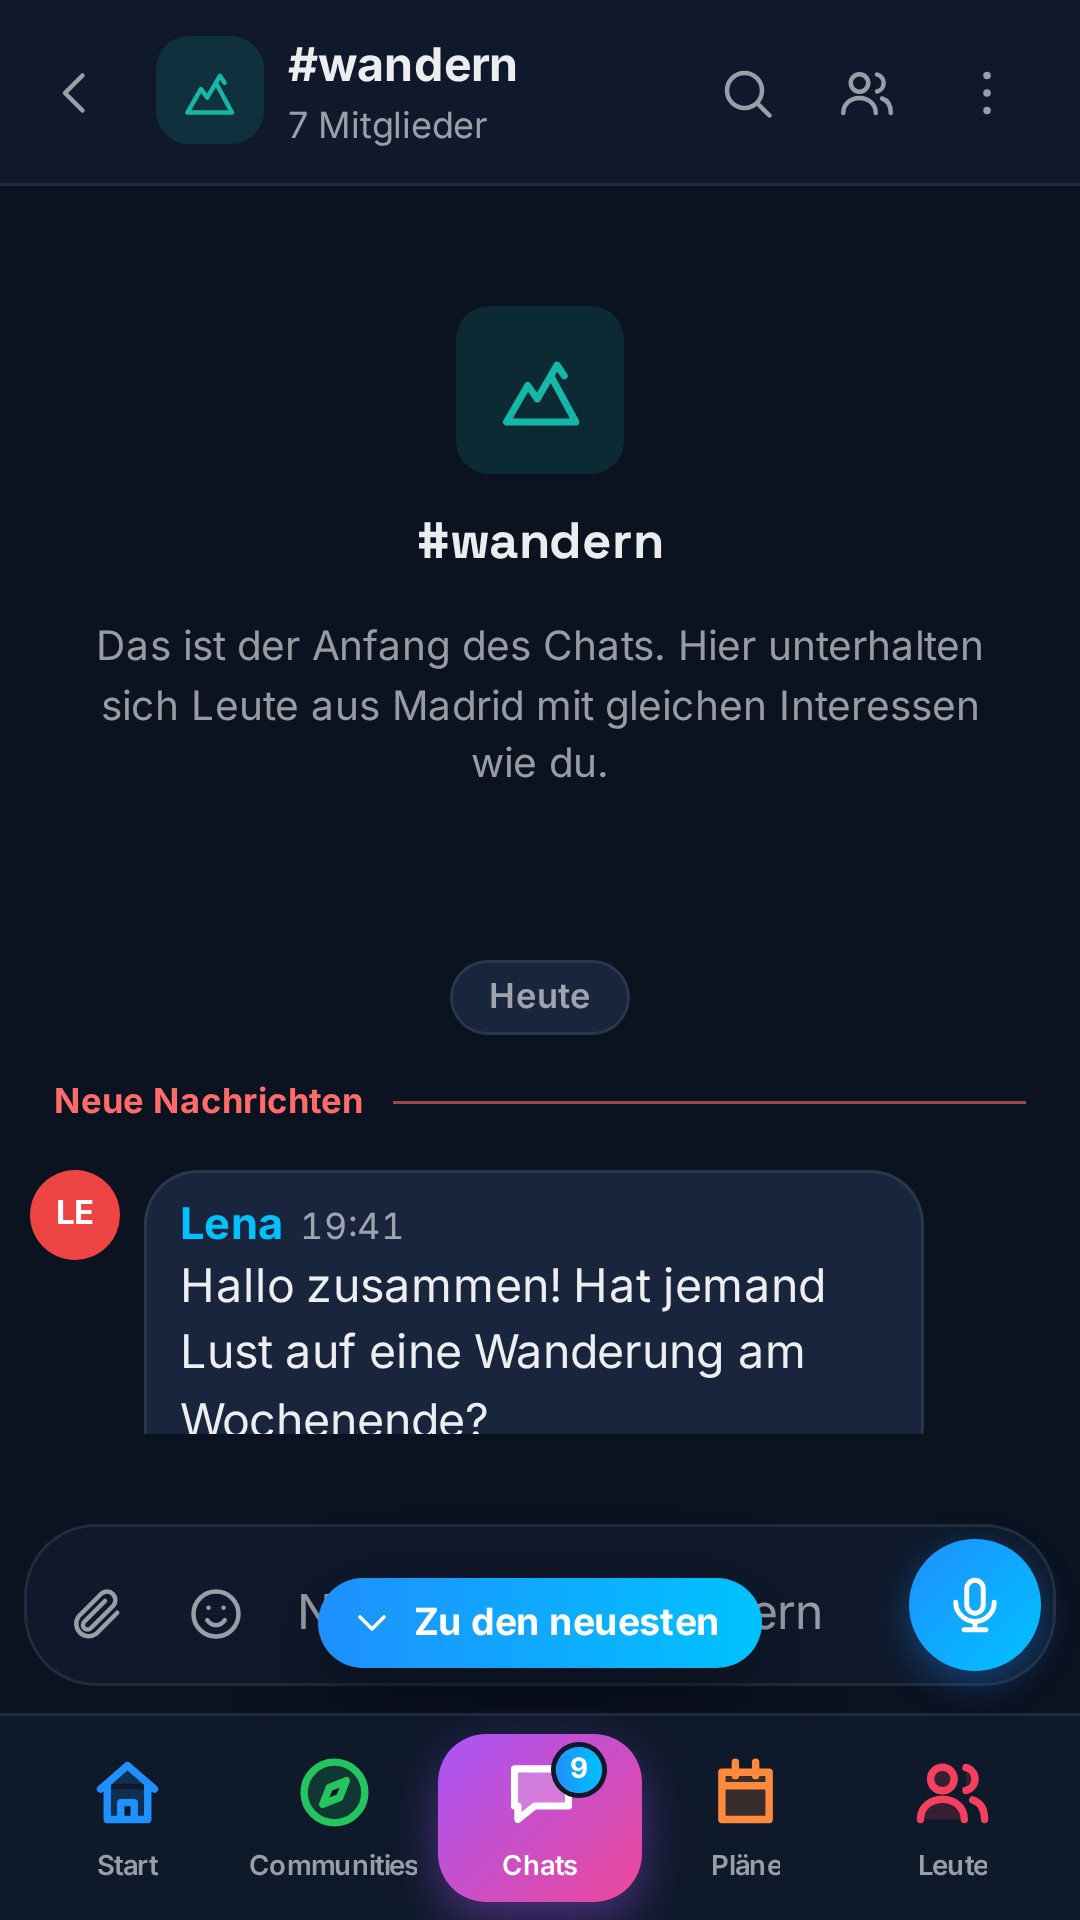 #wandern
7 Mitglieder
#wandern
Das ist der Anfang des Chats. Hier unterhalten
sich Leute aus Madrid mit gleichen Interessen
wie du.
Heute
Neue Nachrichten
LE
Lena 19:41
Hallo zusammen! Hat jemand
Lust auf eine Wanderung am
Wochenende?
Zu den neuesten
9
Start
Communities
Chats
Pläne
Leute